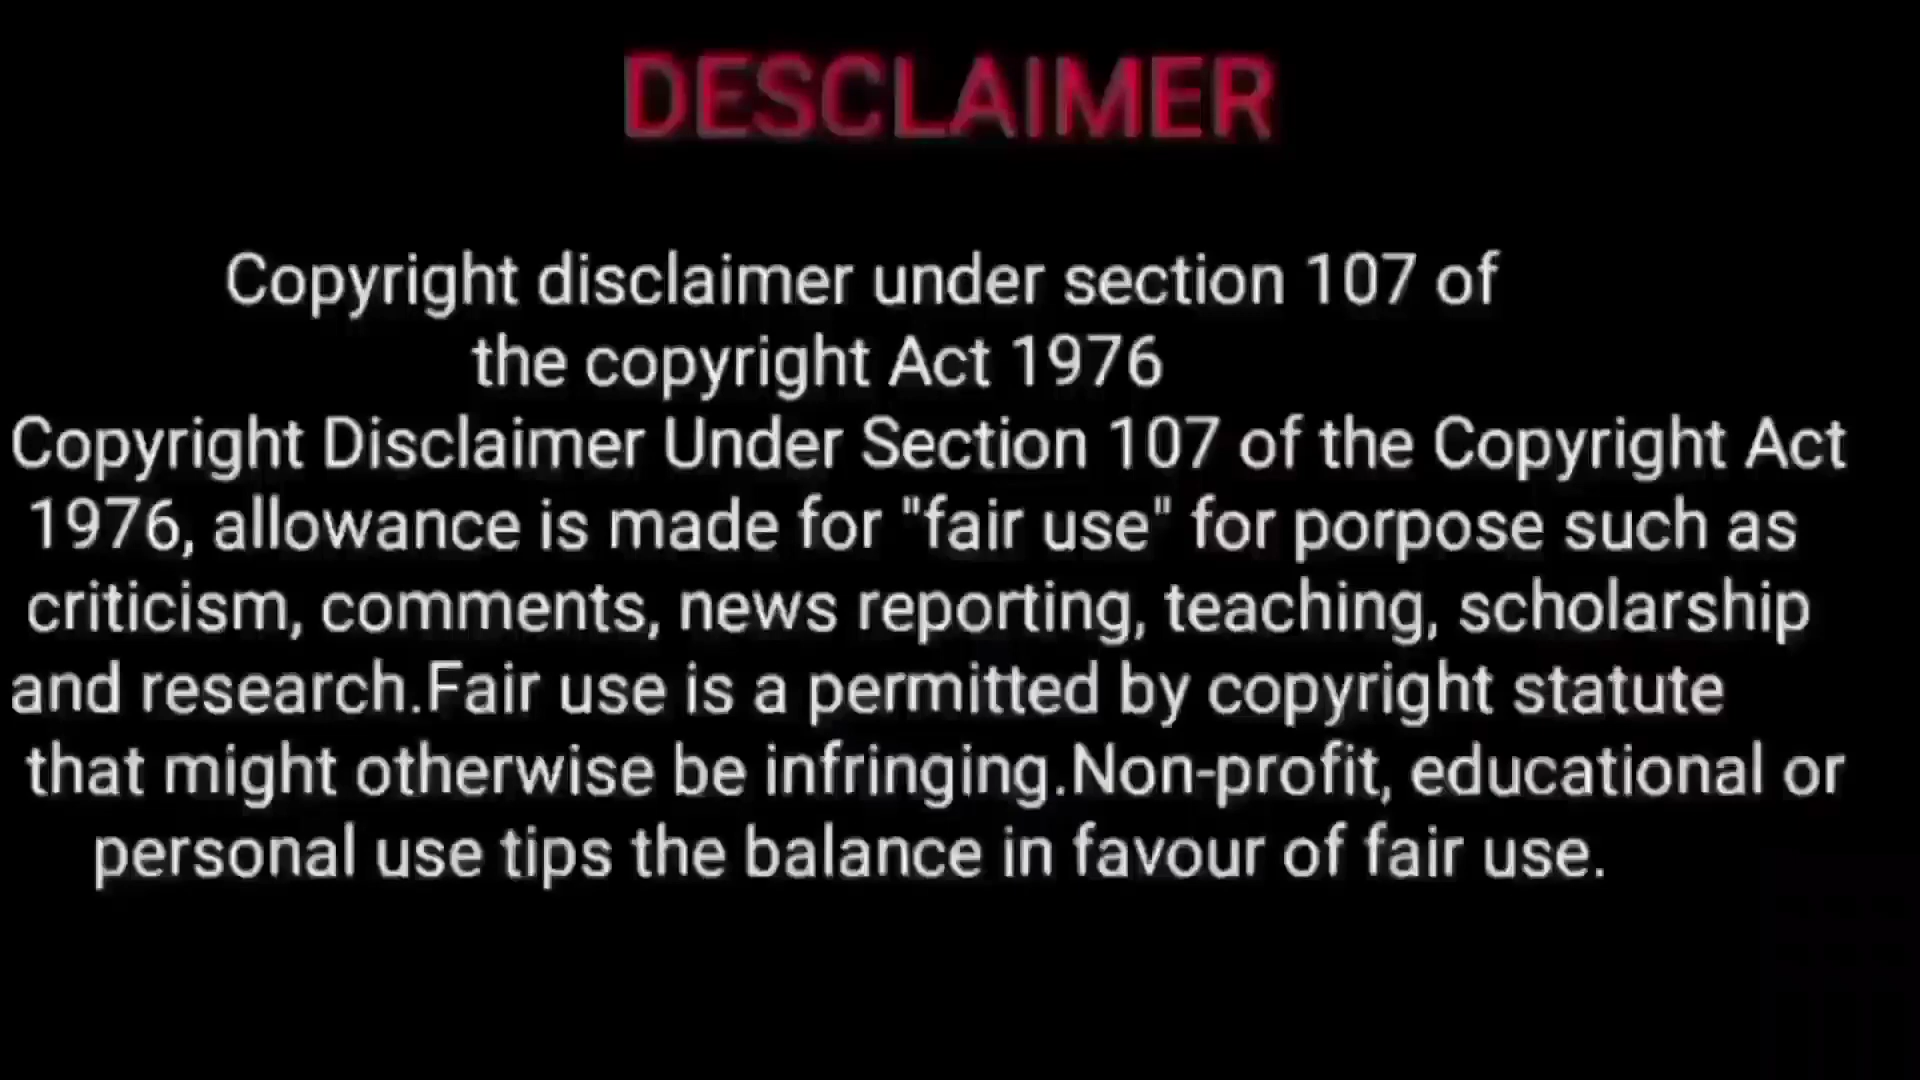 DESCLAIMER
Copyright disclaimer under section 107 of
the copyright Act 1976
Copyright Disclaimer Under Section 107 of the Copyright Act
1976, allowance is made for "fair use" for porpose such as
criticism, comments, news reporting, teaching, scholarship
and research.Fair use is a permitted by copyright statute
that might otherwise be infringing.Non-profit, educational or
personal use tips the balance in favour of fair use.